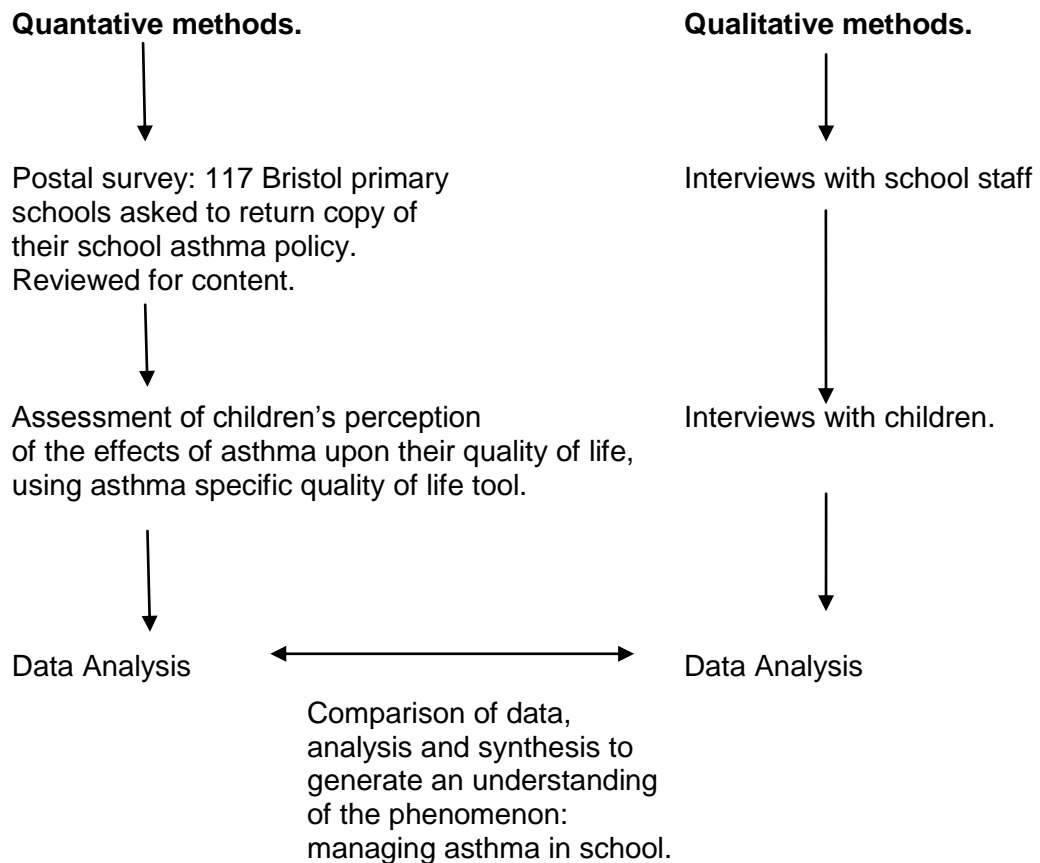 Quantative methods.
Qualitative methods.
Postal survey: 117 Bristol primary
schools asked to return copy of
their school asthma policy.
Reviewed for content.
Interviews with school staff
Assessment of children’s perception
of the effects of asthma upon their quality of life,
using asthma specific quality of life tool.
Interviews with children.
Data Analysis
Data Analysis
Comparison of data,
analysis and synthesis to
generate an understanding
of the phenomenon:
managing asthma in school.